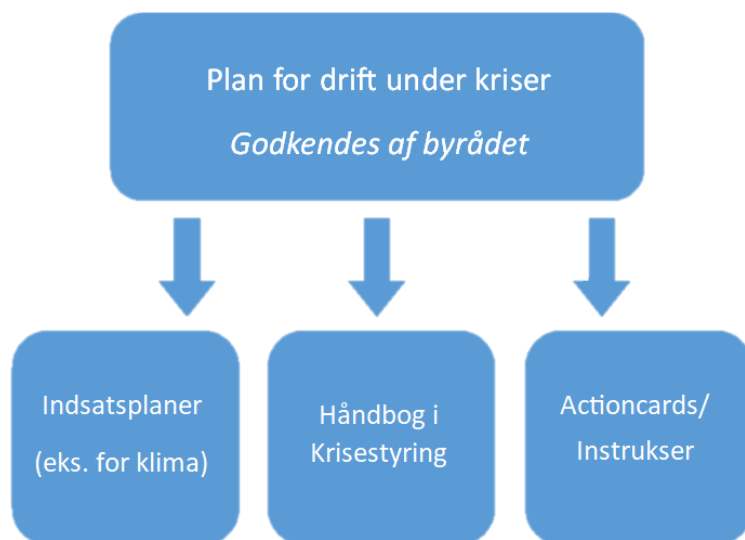 Plan for drift under kriser
Godkendes af byrådet
Indsatsplaner
(eks. for klima)
Håndbog i
Krisestyring
Actioncards/
Instrukser